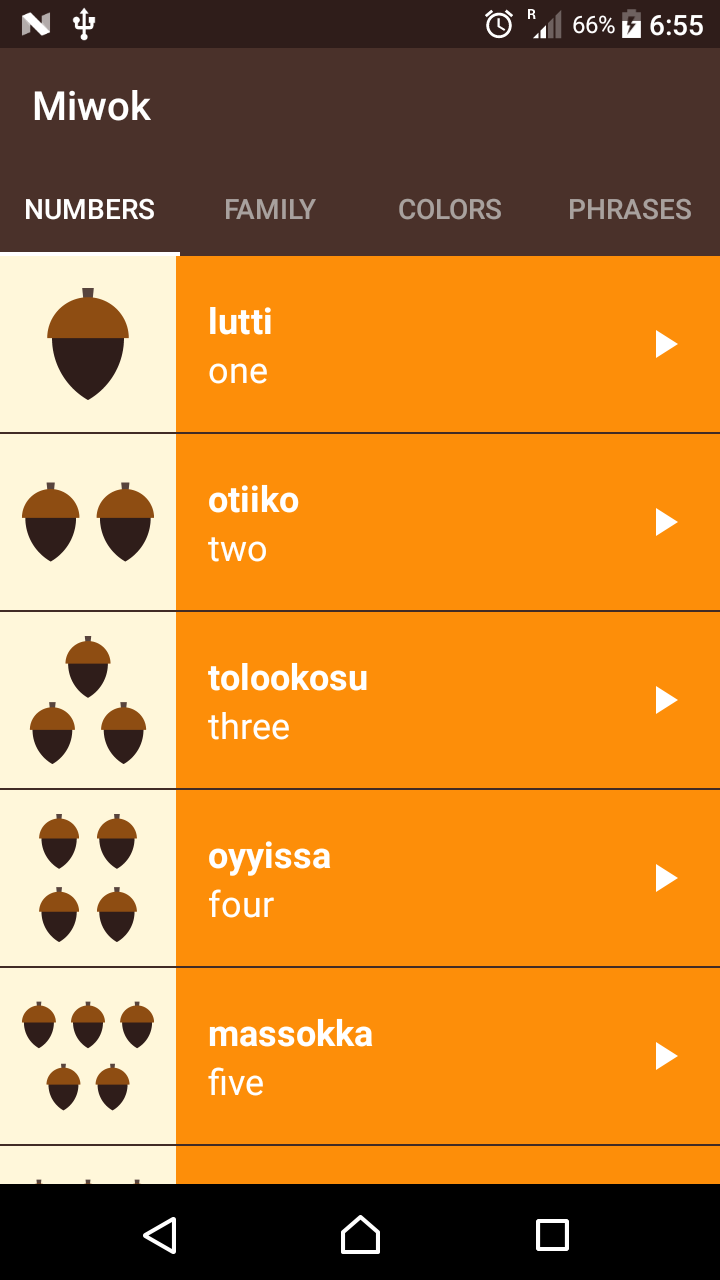 R 66% 6:55
Miwok
NUMBERS FAMILY COLORS PHRASES
lutti
one
otiiko
two
tolookosu
three
oyyissa
four
massokka
five